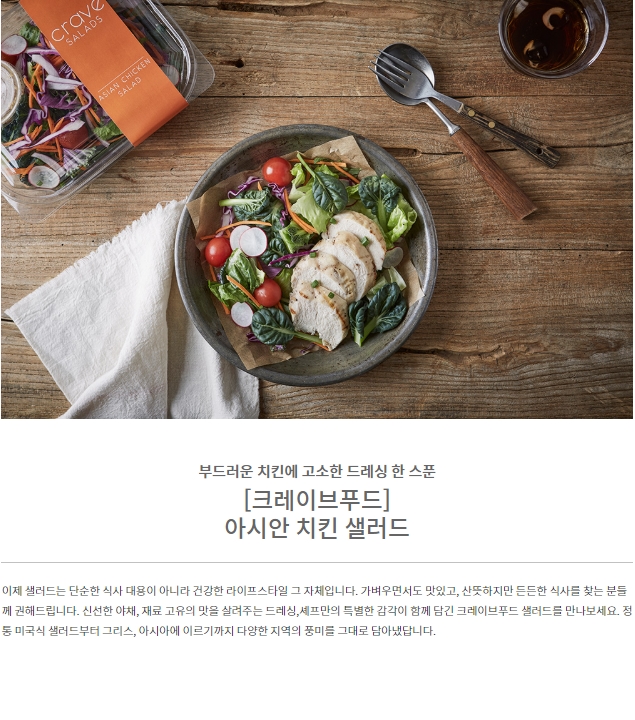 crave
SALADS
ASIAN CHICKEN
SALAD
부드러운 치킨에 고소한 드레싱 한 스푼
[크레이브푸드]
아시안 치킨 샐러드
이제 샐러드는 단순한 식사 대용이 아니라 건강한 라이프스타일 그 자체입니다. 가벼우면서도 맛있고, 산뜻하지만 든든한 식사를 찾는 분들
께 권해드립니다. 신선한 야채, 재료 고유의 맛을 살려주는 드레싱,셰프만의 특별한 감각이 함께 담긴 크레이브푸드 샐러드를 만나보세요. 정
통 미국식 샐러드부터 그리스, 아시아에 이르기까지 다양한 지역의 풍미를 그대로 담아냈답니다.